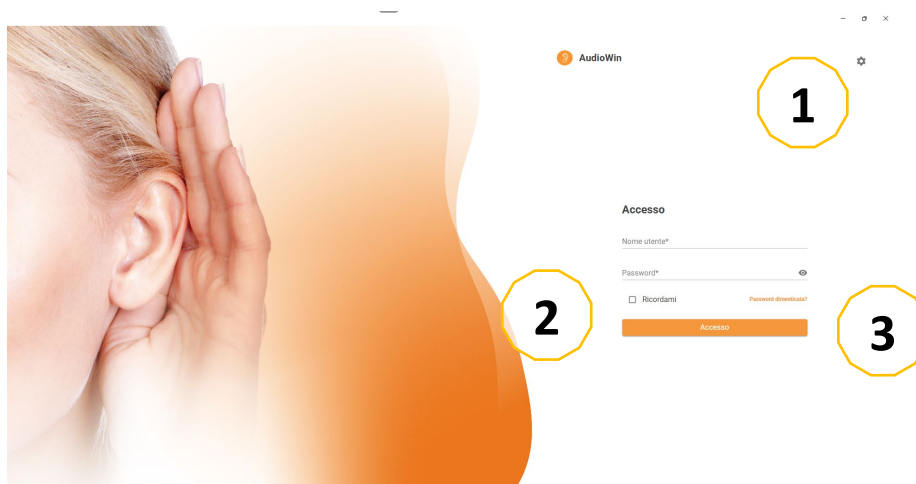 AudioWin
1
Accesso
Nome utente*
Password*
Ricordami
Password dimenticata?
2
Accesso
3